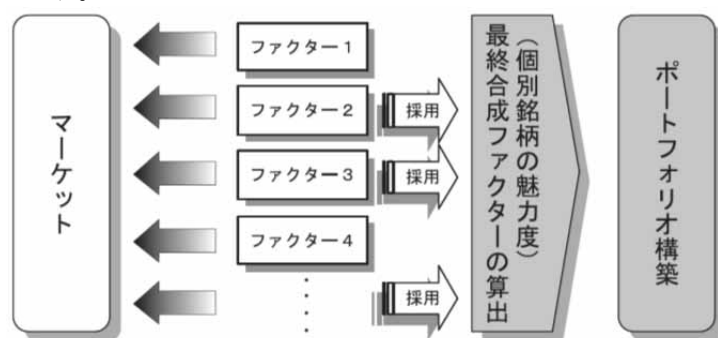 マーケット
ファクター1
ファクター2
採用
ファクター3
採用
ファクター4
採用
最終合成ファクターの算出
（個別銘柄の魅力度）
ポートフォリオ構築